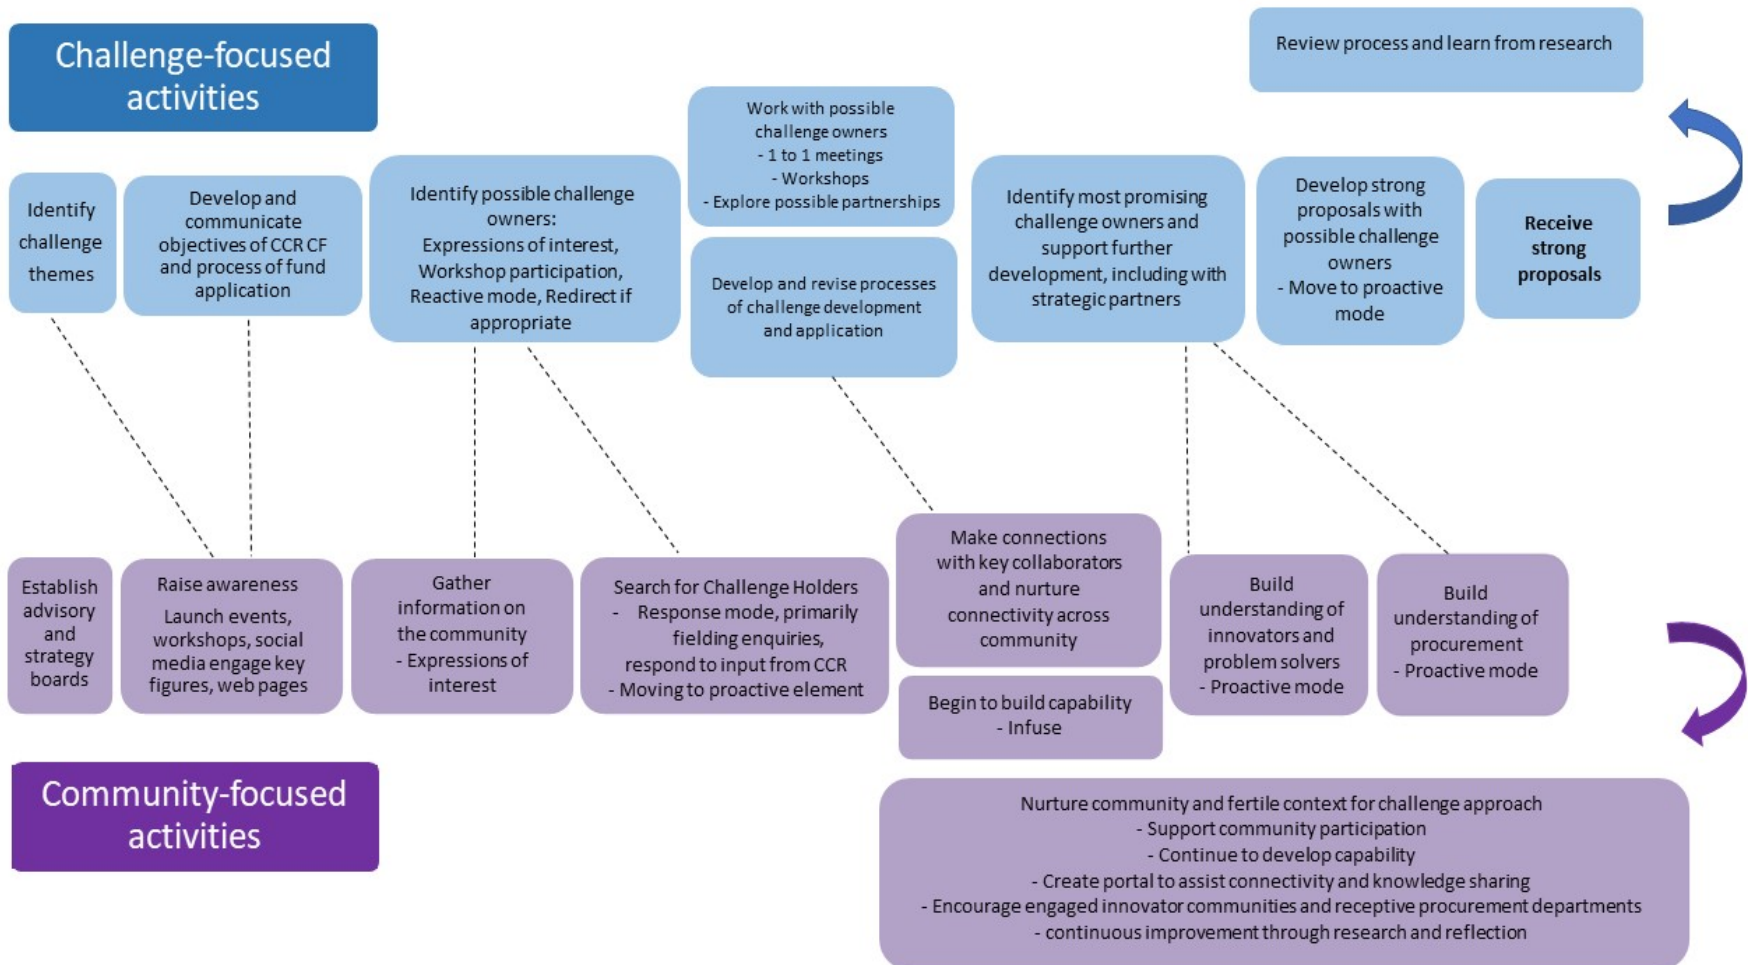 Challenge-focused
activities
Review process and learn from research
Work with possible
challenge owners
- 1 to 1 meetings
- Workshops
- Explore possible partnerships
Identify
challenge
themes
Develop and
communicate
objectives of CCR CF
and process of fund
application
Identify possible challenge
owners:
Expressions of interest,
Workshop participation,
Reactive mode, Redirect if
appropriate
Develop and revise processes
of challenge development
and application
Identify most promising
challenge owners and
support further
development, including with
strategic partners
Develop strong
proposals with
possible challenge
owners
- Move to proactive
mode
Receive
strong
proposals
Establish
advisory
and
strategy
boards
Raise awareness
Launch events,
workshops, social
media engage key
figures, web pages
Gather
information on
the community
- Expressions of
interest
Search for Challenge Holders
- Response mode, primarily
fielding enquiries,
respond to input from CCR
- Moving to proactive element
Make connections
with key collaborators
and nurture
connectivity across
community
Begin to build capability
- Infuse
Build
understanding of
innovators and
problem solvers
- Proactive mode
Build
understanding of
procurement
- Proactive mode
Community-focused
activities
Nurture community and fertile context for challenge approach
- Support community participation
- Continue to develop capability
- Create portal to assist connectivity and knowledge sharing
- Encourage engaged innovator communities and receptive procurement departments
- continuous improvement through research and reflection